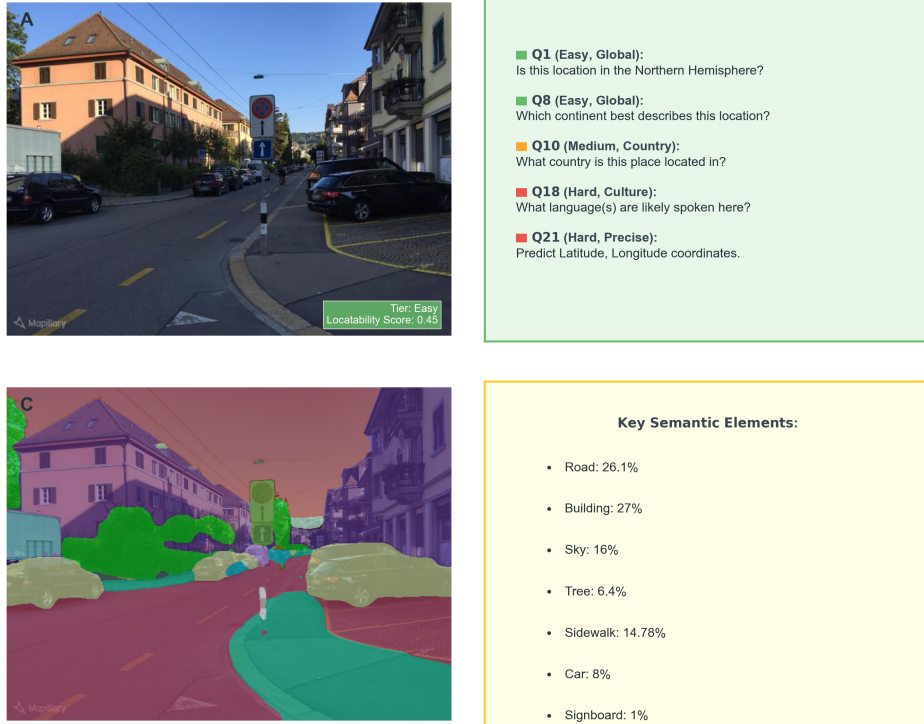 A
Tier: Easy
Locatability Score: 0.45
Mapillary
Q1 (Easy, Global):
Is this location in the Northern Hemisphere?
Q8 (Easy, Global):
Which continent best describes this location?
Q10 (Medium, Country):
What country is this place located in?
Q18 (Hard, Culture):
What language(s) are likely spoken here?
Q21 (Hard, Precise):
Predict Latitude, Longitude coordinates.
C
Mapillary
Key Semantic Elements:
• Road: 26.1%
• Building: 27%
• Sky: 16%
• Tree: 6.4%
• Sidewalk: 14.78%
• Car: 8%
• Signboard: 1%